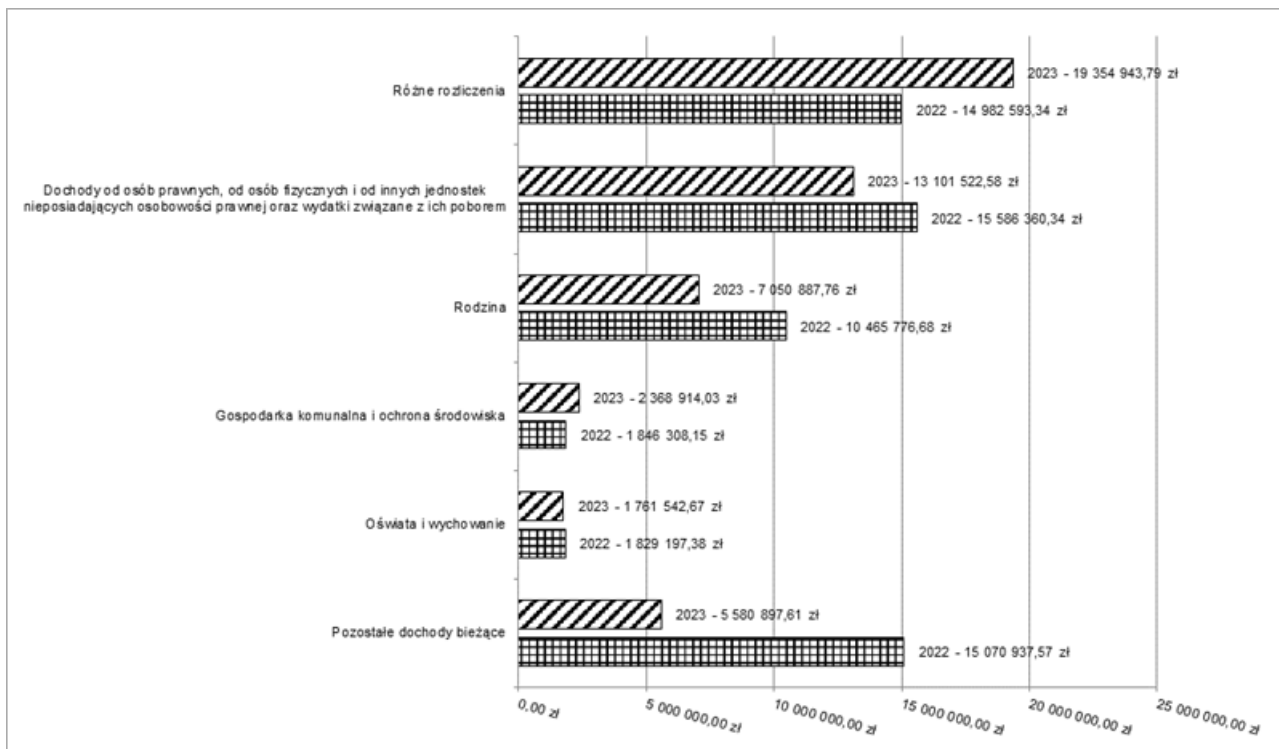 Różne rozliczenia
2023 - 19 354 943,79 zł
2022 - 14 982 593,34 zł
Dochody od osób prawnych, od osób fizycznych i od innych jednostek
nieposiadających osobowości prawnej oraz wydatki związane z ich poborem
2023 - 13 101 522,58 zł
2022 - 15 586 360,34 zł
Rodzina
2023 - 7 050 887,76 zł
2022 - 10 465 776,68 zł
Gospodarka komunalna i ochrona środowiska
2023 - 2 368 914,03 zł
2022 - 1 846 308,15 zł
Oświata i wychowanie
2023 - 1 761 542,67 zł
2022 - 1 829 197,38 zł
Pozostałe dochody bieżące
2023 - 5 580 897,61 zł
2022 - 15 070 937,57 zł
0,00 zł
5 000 000,00 zł
10 000 000,00 zł
15 000 000,00 zł
20 000 000,00 zł
25 000 000,00 zł